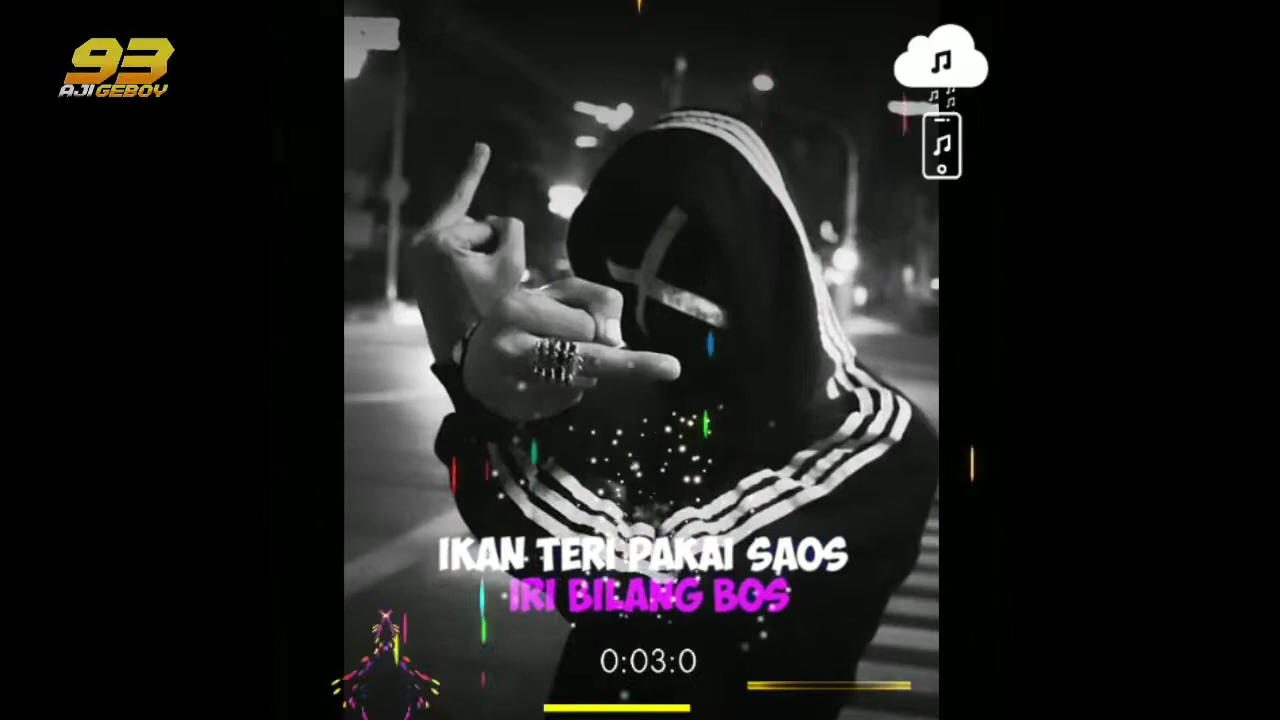 93
AJI GEBOY
IKAN TERI PAKAI SAOS
IRI BILANG BOS
0:03:0